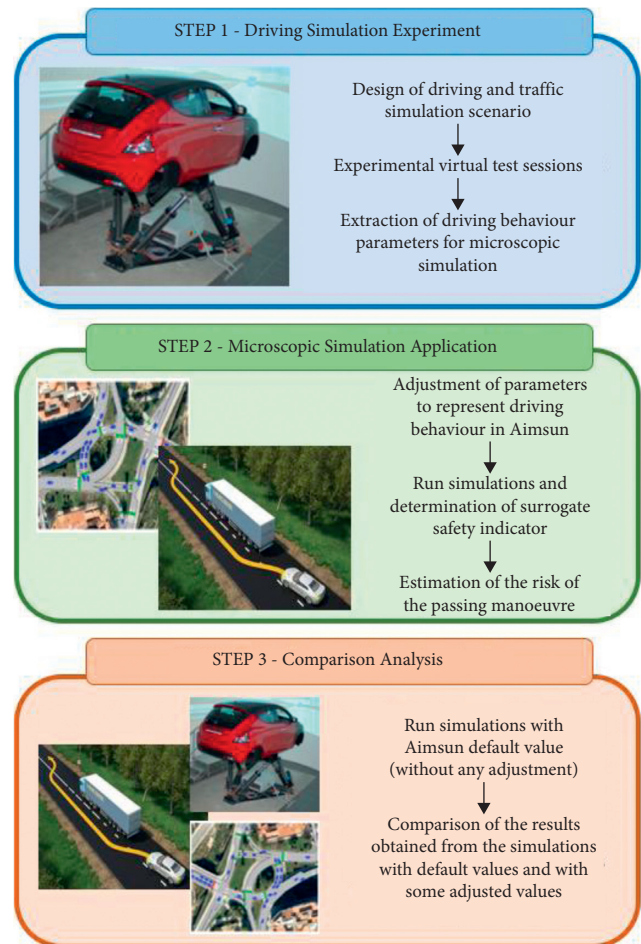 STEP 1 - Driving Simulation Experiment
Design of driving and traffic
simulation scenario
Experimental virtual test sessions
Extraction of driving behaviour
parameters for microscopic
simulation
STEP 2 - Microscopic Simulation Application
Adjustment of parameters
to represent driving
behaviour in Aimsun
Run simulations and
determination of surrogate
safety indicator
Estimation of the risk of
the passing manoeuvre
STEP 3 - Comparison Analysis
Run simulations with
Aimsun default value
(without any adjustment)
Comparison of the results
obtained from the simulations
with default values and with
some adjusted values